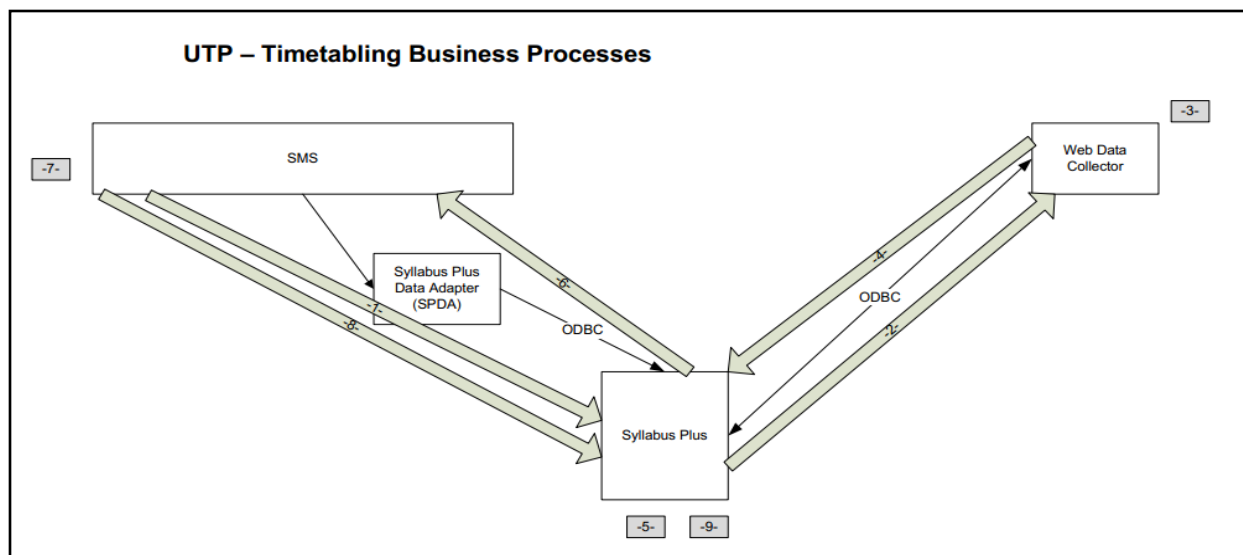 UTP – Timetabling Business Processes
-3-
SMS
Web Data
Collector
-7-
-4-
Syllabus Plus
Data Adapter
(SPDA)
-6-
ODBC
-7-
-8-
ODBC
-2-
Syllabus Plus
-5-
-9-